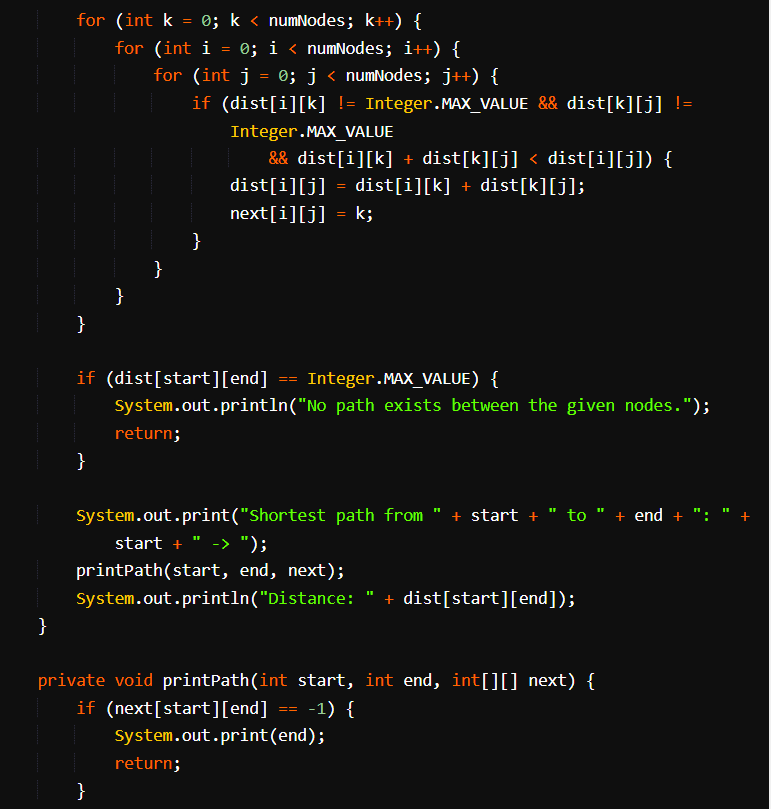 for (int k = 0; k < numNodes; k++) {
for (int i = 0; i < numNodes; i++) {
for (int j = 0; j < numNodes; j++) {
if (dist[i][k] != Integer.MAX_VALUE && dist[k][j] !=
Integer.MAX_VALUE
&& dist[i][k] + dist[k][j] < dist[i][j]) {
dist[i][j] = dist[i][k] + dist[k][j];
next[i][j] = k;
}
}
}
}
if (dist[start][end] == Integer.MAX_VALUE) {
System.out.println("No path exists between the given nodes.");
return;
}
System.out.print("Shortest path from " + start + " to " + end + ": " +
start + " -> ");
printPath(start, end, next);
System.out.println("Distance: " + dist[start][end]);
}
private void printPath(int start, int end, int[][] next) {
if (next[start][end] == -1) {
System.out.print(end);
return;
}